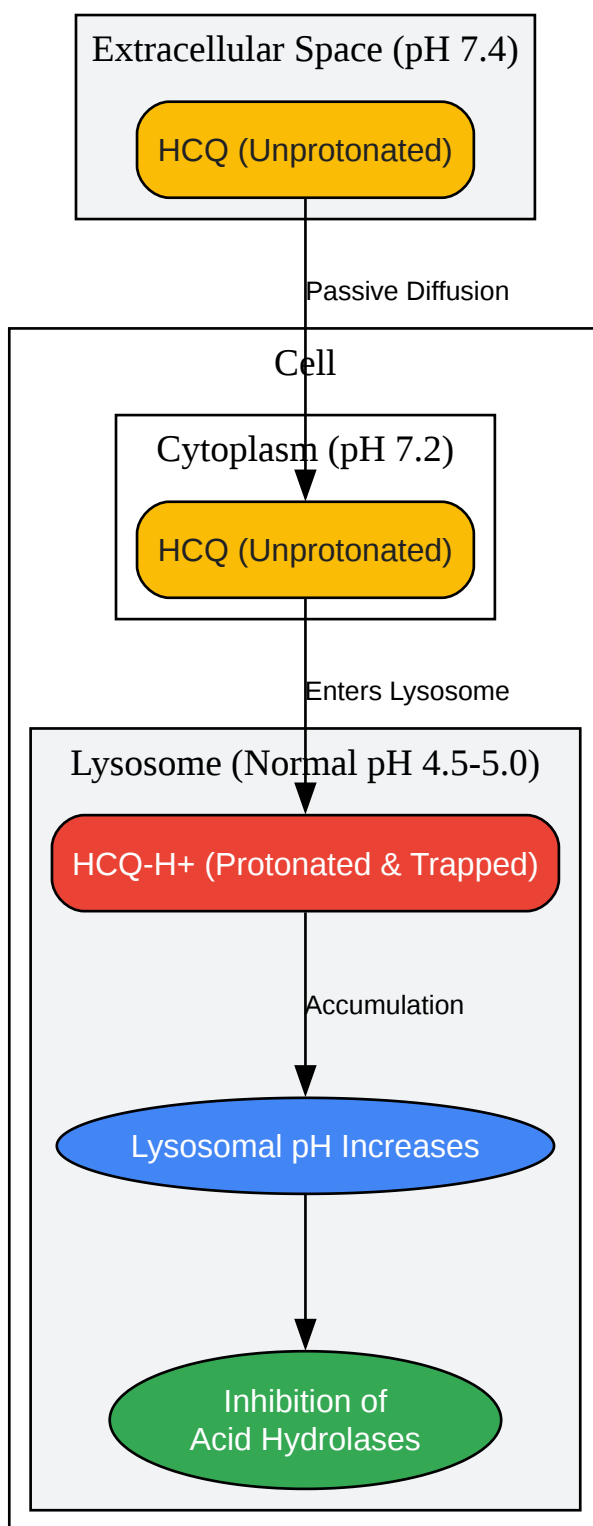 Extracellular Space (pH 7.4)
HCQ (Unprotonated)
Passive Diffusion
Cell
Cytoplasm (pH 7.2)
HCQ (Unprotonated)
Enters Lysosome
Lysosome (Normal pH 4.5-5.0)
HCQ-H+ (Protonated & Trapped)
Accumulation
Lysosomal pH Increases
Inhibition of
Acid Hydrolases